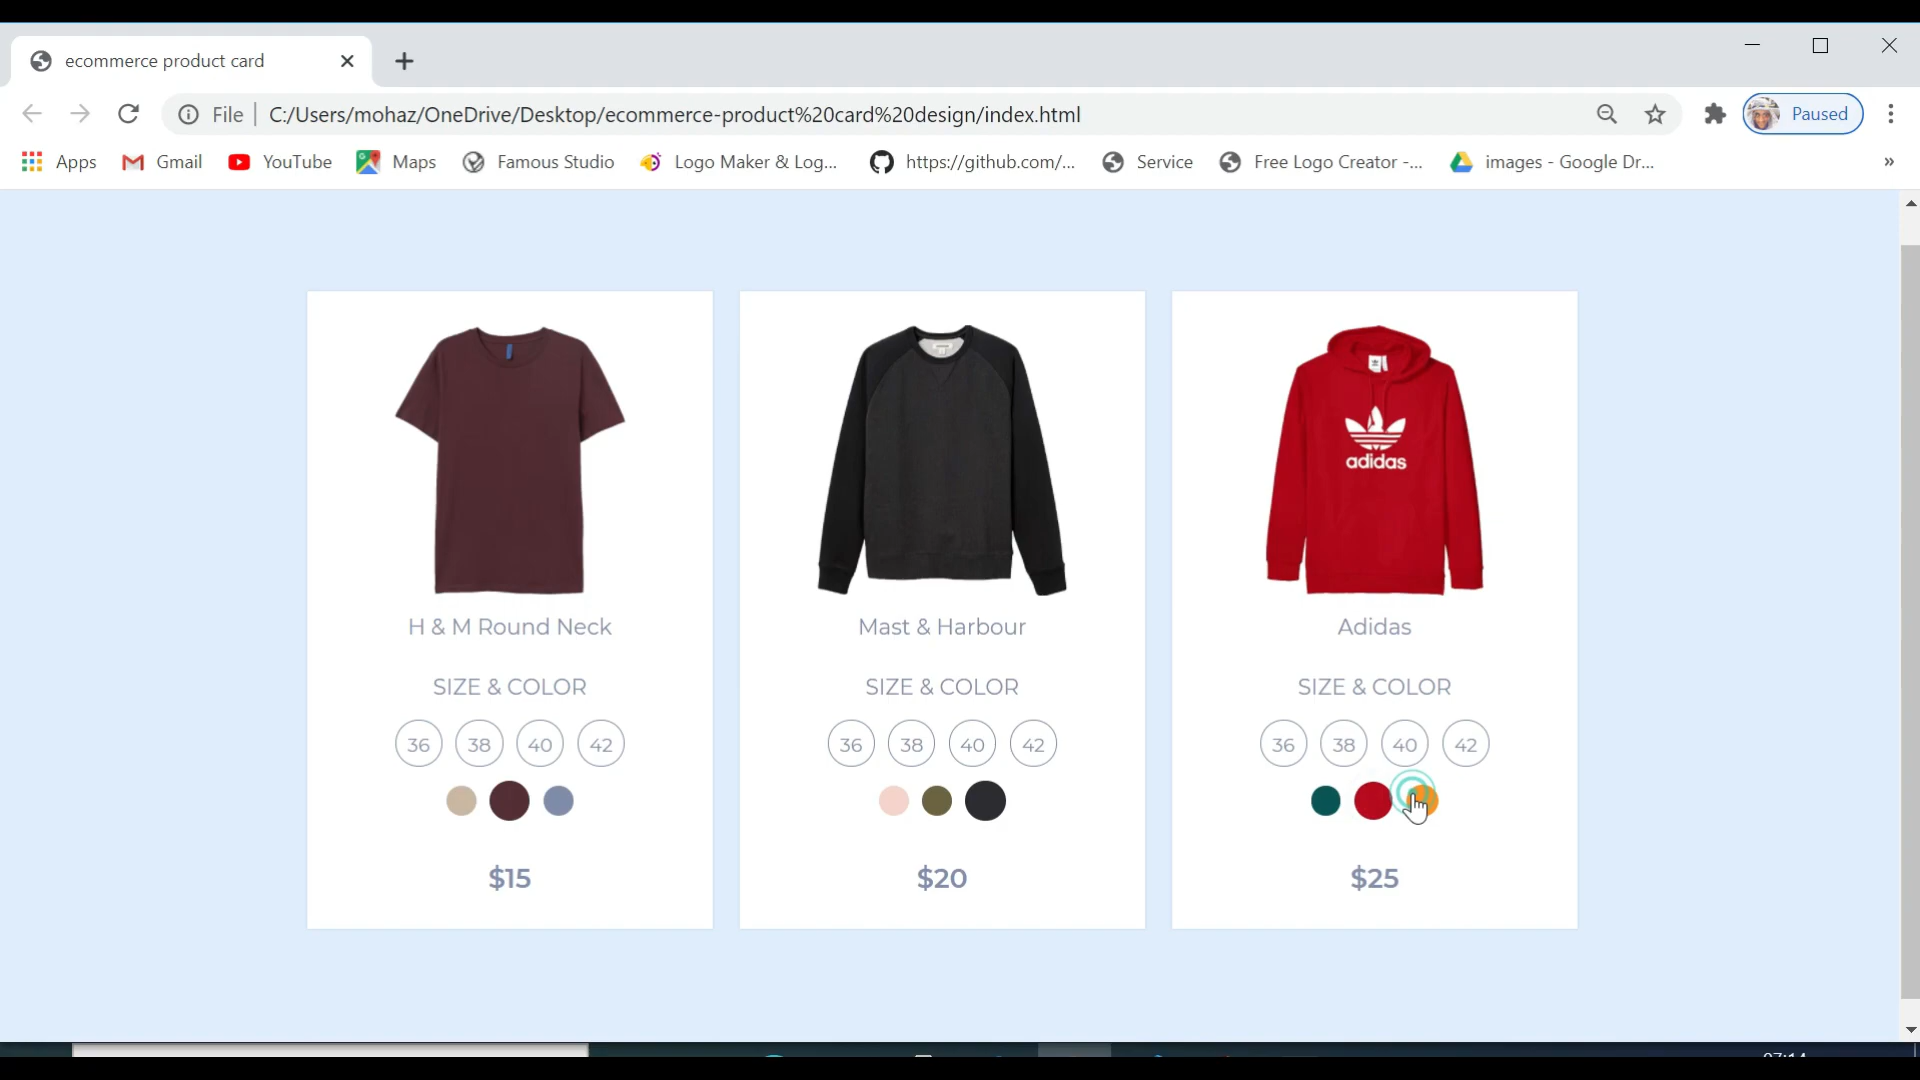 ecommerce product card
File
C:/Users/mohaz/OneDrive/Desktop/ecommerce-product%20card%20design/index.html
Paused
Apps
Gmail
YouTube
Maps
Famous Studio
Logo Maker & Log...
https://github.com/...
Service
Free Logo Creator -...
images - Google Dr...
»
adidas
H & M Round Neck
Mast & Harbour
Adidas
SIZE & COLOR
SIZE & COLOR
SIZE & COLOR
36 38 40 42
36 38 40 42
36 38 40 42
$15
$20
$25